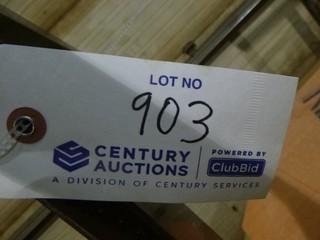 LOT NO
903
CENTURY AUCTIONS
POWERED BY
ClubBid
A DIVISION OF CENTURY SERVICES